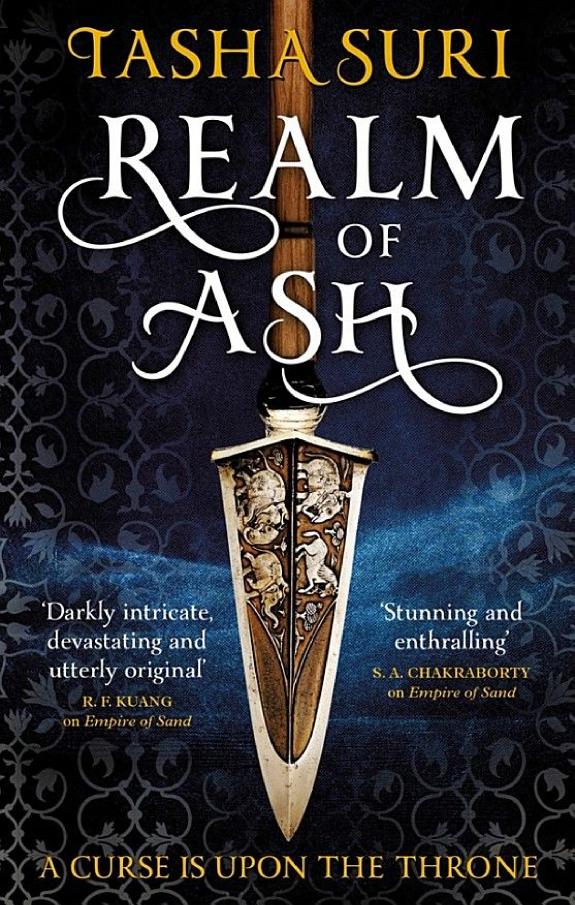 TASHA SURI
REALM
OF
ASH
‘Darkly intricate,
devastating and
utterly original’
R. F. KUANG
on Empire of Sand
‘Stunning and
enthralling’
S. A. CHAKRABORTY
on Empire of Sand
A CURSE IS UPON THE THRONE